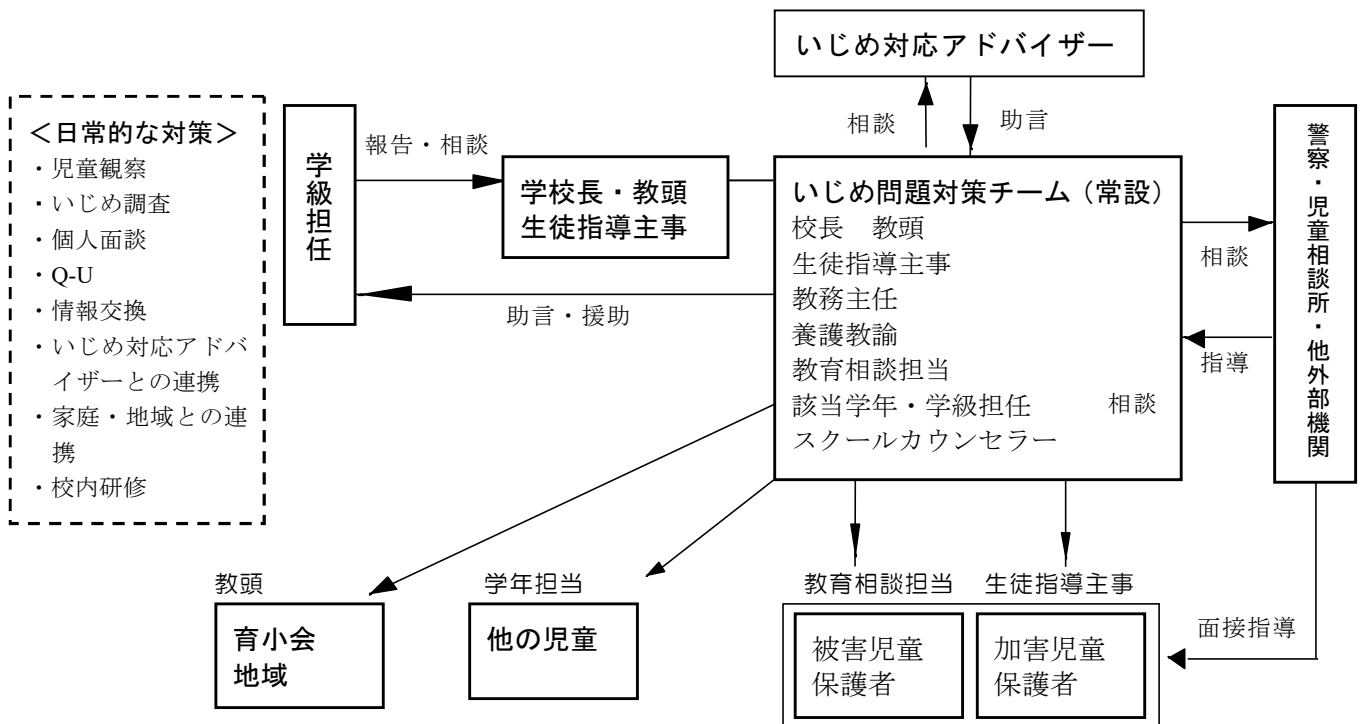 いじめ対応アドバイザー
＜日常的な対策＞
・児童観察
・いじめ調査
・個人面談
・Q-U
・情報交換
・いじめ対応アドバ
イザーとの連携
・家庭・地域との連
携
・校内研修
学級担任
報告・相談
学校長・教頭
生徒指導主事
助言・援助
相談
助言
いじめ問題対策チーム（常設）
校長　教頭
生徒指導主事
教務主任
養護教諭
教育相談担当
該当学年・学級担任
相談
スクールカウンセラー
相談
指導
警察・児童相談所・他外部機関
教頭
育小会
地域
学年担当
他の児童
教育相談担当
被害児童
保護者
生徒指導主事
加害児童
保護者
面接指導